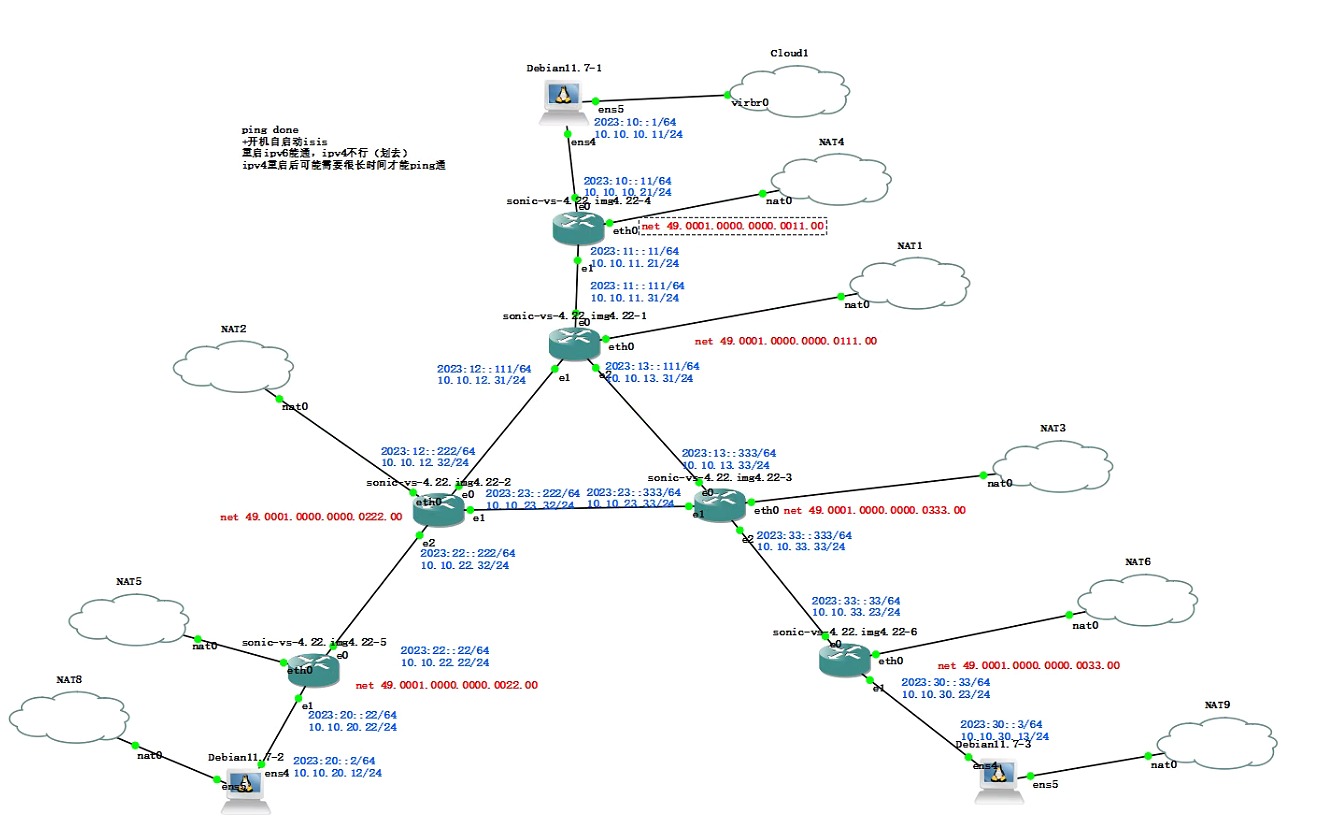 Cloud1
Debian11.7-1
virbr0
ens5
2023:10::1/64
10.10.10.11/24
ping done
+开机自启动isis
重启ipv6能通，ipv4不行（划去）
ipv4重启后可能需要很长时间才能ping通
ens4
NAT4
2023:10::11/64
10.10.10.21/24
nat0
sonic-vs-4.22.img4.22-4
e0
eth0
net 49.0001.0000.0000.0011.00
2023:11::11/64
10.10.11.21/24
e1
NAT1
2023:11::111/64
10.10.11.31/24
nat0
sonic-vs-4.22.img4.22-1
e0
eth0
net 49.0001.0000.0000.0111.00
NAT2
2023:12::111/64
10.10.12.31/24
e1
2023:13::111/64
10.10.13.31/24
e2
nat0
NAT3
2023:12::222/64
10.10.12.32/24
2023:13::333/64
10.10.13.33/24
nat0
sonic-vs-4.22.img4.22-2
sonic-vs-4.22.img4.22-3
e0
eth0
2023:23::222/64
10.10.23.32/24
2023:23::333/64
10.10.23.33/24
e0
net 49.0001.0000.0000.0222.00
e1
e1
eth0
net 49.0001.0000.0000.0333.00
e2
2023:22::222/64
10.10.22.32/24
e2
2023:33::333/64
10.10.33.33/24
NAT5
NAT6
2023:33::33/64
10.10.33.23/24
nat0
nat0
sonic-vs-4.22.img4.22-5
sonic-vs-4.22.img4.22-6
e0
eth0
2023:22::22/64
10.10.22.22/24
e0
eth0
net 49.0001.0000.0000.0033.00
net 49.0001.0000.0000.0022.00
NAT8
e1
2023:20::22/64
10.10.20.22/24
e1
2023:30::33/64
10.10.30.23/24
NAT9
2023:30::3/64
10.10.30.13/24
nat0
Debian11.7-2
ens4
2023:20::2/64
10.10.20.12/24
ens5
Debian11.7-3
ens4
ens5
nat0